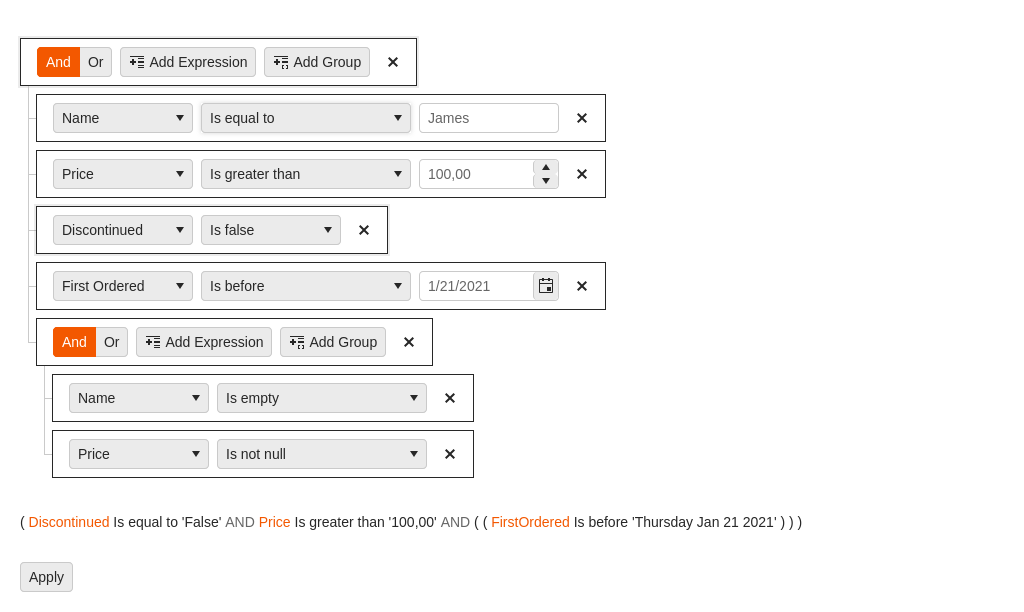 And Or Add Expression Add Group
Name Is equal to James
Price Is greater than 100,00
Discontinued Is false
First Ordered Is before 1/21/2021
And Or Add Expression Add Group
Name Is empty
Price Is not null
( Discontinued Is equal to 'False' AND Price Is greater than '100,00' AND ( ( FirstOrdered Is before 'Thursday Jan 21 2021' ) ) )
Apply